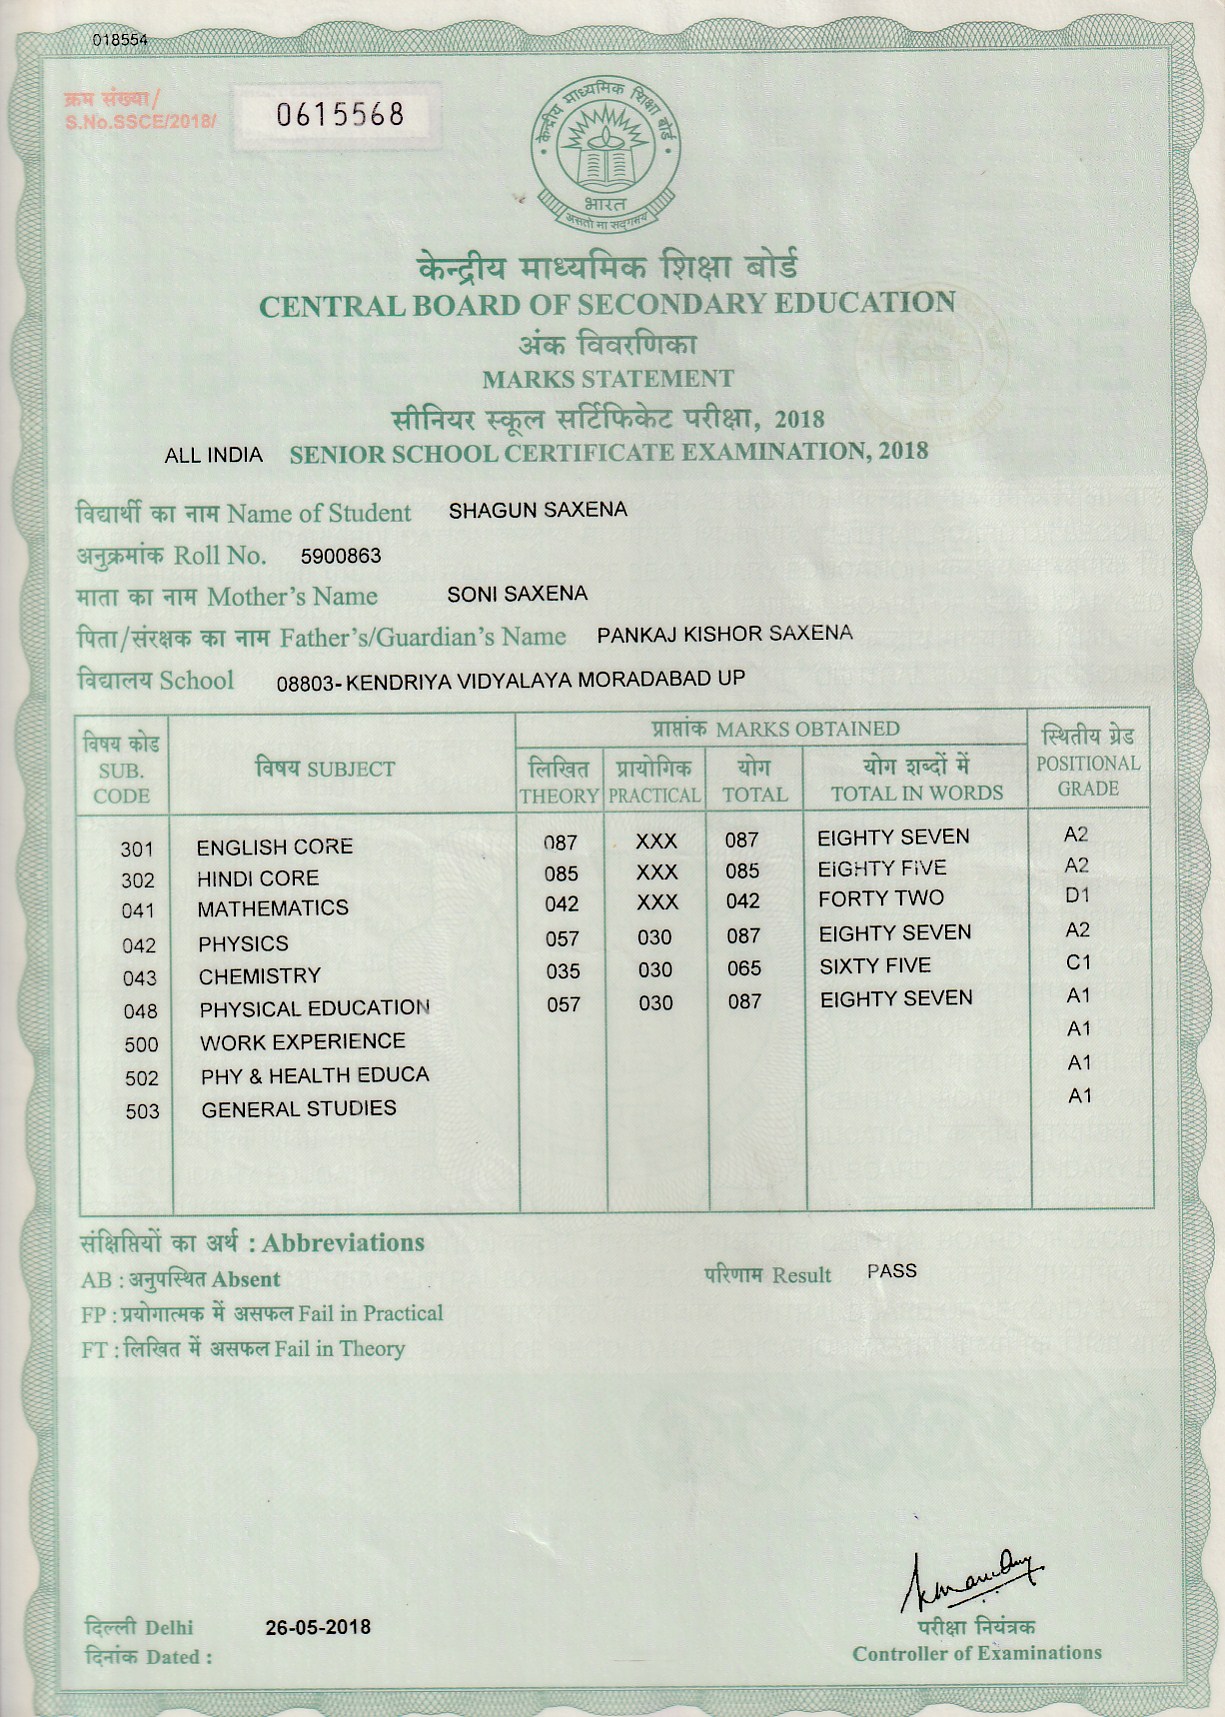 018554
क्रम संख्या/
S.No.SSCE/2018/ 0615568
केन्द्रीय माध्यमिक शिक्षा बोर्ड
भारत
असतो मा सद्गमय
केन्द्रीय माध्यमिक शिक्षा बोर्ड
CENTRAL BOARD OF SECONDARY EDUCATION
अंक विवरणिका
MARKS STATEMENT
सीनियर स्कूल सर्टिफिकेट परीक्षा, 2018
ALL INDIA SENIOR SCHOOL CERTIFICATE EXAMINATION, 2018
विद्यार्थी का नाम Name of Student SHAGUN SAXENA
अनुक्रमांक Roll No. 5900863
माता का नाम Mother's Name SONI SAXENA
पिता/संरक्षक का नाम Father's/Guardian's Name PANKAJ KISHOR SAXENA
विद्यालय School 08803-KENDRIYA VIDYALAYA MORADABAD UP
विषय कोड
SUB.
CODE
विषय SUBJECT
प्राप्तांक MARKS OBTAINED
लिखित
THEORY
प्रायोगिक
PRACTICAL
योग
TOTAL
योग शब्दों में
TOTAL IN WORDS
स्थितीय ग्रेड
POSITIONAL
GRADE
301 ENGLISH CORE 087 XXX 087 EIGHTY SEVEN A2
302 HINDI CORE 085 XXX 085 EIGHTY FIVE A2
041 MATHEMATICS 042 XXX 042 FORTY TWO D1
042 PHYSICS 057 030 087 EIGHTY SEVEN A2
043 CHEMISTRY 035 030 065 SIXTY FIVE C1
048 PHYSICAL EDUCATION 057 030 087 EIGHTY SEVEN A1
500 WORK EXPERIENCE A1
502 PHY & HEALTH EDUCA A1
503 GENERAL STUDIES A1
संक्षिप्तियों का अर्थ : Abbreviations
AB : अनुपस्थित Absent
परिणाम Result PASS
FP : प्रयोगात्मक में असफल Fail in Practical
FT : लिखित में असफल Fail in Theory
दिल्ली Delhi
दिनांक Dated : 26-05-2018
परीक्षा नियंत्रक
Controller of Examinations